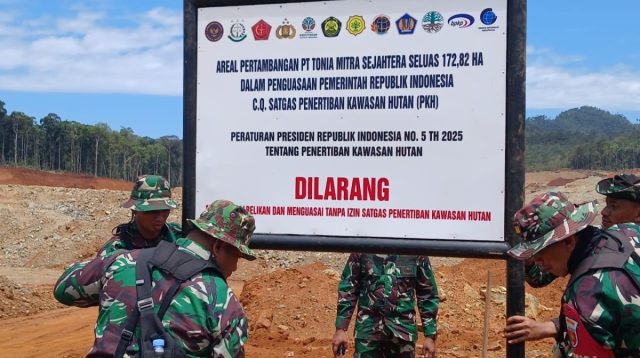 AREAL PERTAMBANGAN PT TONIA MITRA SEJAHTERA SELUAS 172,82 HA
DALAM PENGUASAAN PEMERINTAH REPUBLIK INDONESIA
C.Q. SATGAS PENERTIBAN KAWASAN HUTAN (PKH)
PERATURAN PRESIDEN REPUBLIK INDONESIA NO. 5 TH 2025
TENTANG PENERTIBAN KAWASAN HUTAN
DILARANG
DAN MENGUASAI TANPA IZIN SATGAS PENERTIBAN KAWASAN HUTAN